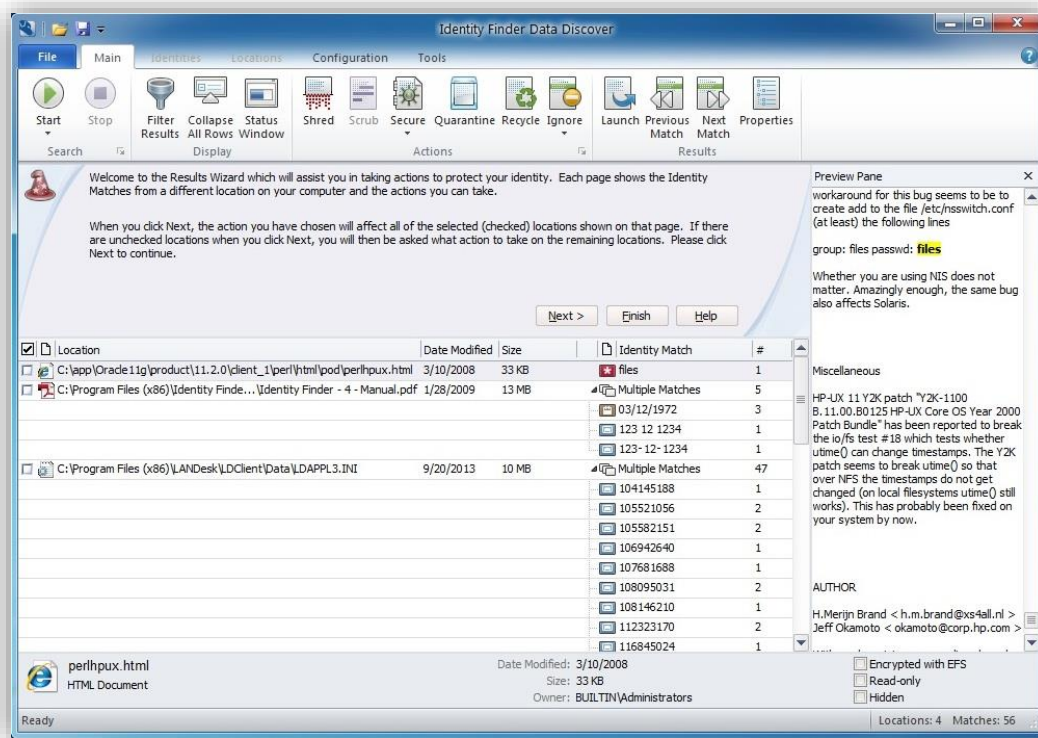 Identity Finder Data Discover
File Main Identities Locations Configuration Tools
Start Stop Filter Results Collapse All Rows Status Window Shred Scrub Secure Quarantine Recycle Ignore Launch Previous Match Next Match Properties
Search Display Actions Results
Welcome to the Results Wizard which will assist you in taking actions to protect your identity. Each page shows the Identity
Matches from a different location on your computer and the actions you can take.
When you click Next, the action you have chosen will affect all of the selected (checked) locations shown on that page. If there
are unchecked locations when you click Next, you will then be asked what action to take on the remaining locations. Please click
Next to continue.
Next > Finish Help
Location Date Modified Size Identity Match #
C:\app\Oracle11g\product\11.2.0\client_1\perl\html\pod\perlhpux.html 3/10/2008 33 KB files 1
C:\Program Files (x86)\Identity Finde...\Identity Finder - 4 - Manual.pdf 1/28/2009 13 MB Multiple Matches 5
03/12/1972 3
123 12 1234 1
123-12-1234 1
C:\Program Files (x86)\LANDesk\LDClient\Data\LDAPPL3.INI 9/20/2013 10 MB Multiple Matches 47
104145188 1
105521056 2
105582151 2
106942640 1
107681688 1
108095031 2
108146210 1
112323170 2
116845024 1
Preview Pane
workaround for this bug seems to be to
create add to the file /etc/nsswitch.conf
(at least) the following lines
group: files passwd: files
Whether you are using NIS does not
matter. Amazingly enough, the same bug
also affects Solaris.
Miscellaneous
HP-UX 11 Y2K patch "Y2K-1100
B.11.00.B0125 HP-UX Core OS Year 2000
Patch Bundle" has been reported to break
the io/fs test #18 which tests whether
utime() can change timestamps. The Y2K
patch seems to break utime() so that
over NFS the timestamps do not get
changed (on local filesystems utime() still
works). This has probably been fixed on
your system by now.
AUTHOR
H.Merijn Brand < h.m.brand@xs4all.nl >
Jeff Okamoto < okamoto@corp.hp.com >
perlhpux.html
HTML Document
Date Modified: 3/10/2008
Size: 33 KB
Owner: BUILTIN\Administrators
Encrypted with EFS
Read-only
Hidden
Ready Locations: 4 Matches: 56